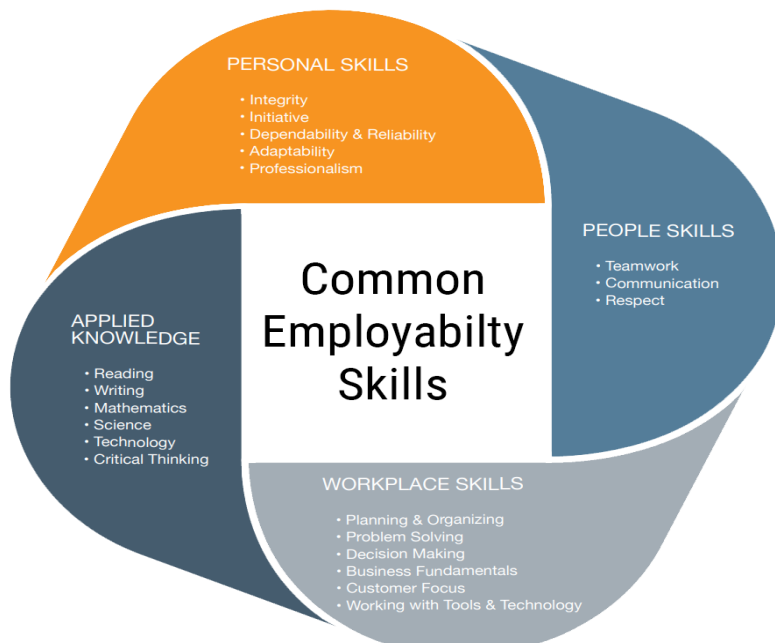 PERSONAL SKILLS
• Integrity
• Initiative
• Dependability & Reliability
• Adaptability
• Professionalism
PEOPLE SKILLS
• Teamwork
• Communication
• Respect
Common
Employabilty
Skills
APPLIED
KNOWLEDGE
• Reading
• Writing
• Mathematics
• Science
• Technology
• Critical Thinking
WORKPLACE SKILLS
• Planning & Organizing
• Problem Solving
• Decision Making
• Business Fundamentals
• Customer Focus
• Working with Tools & Technology